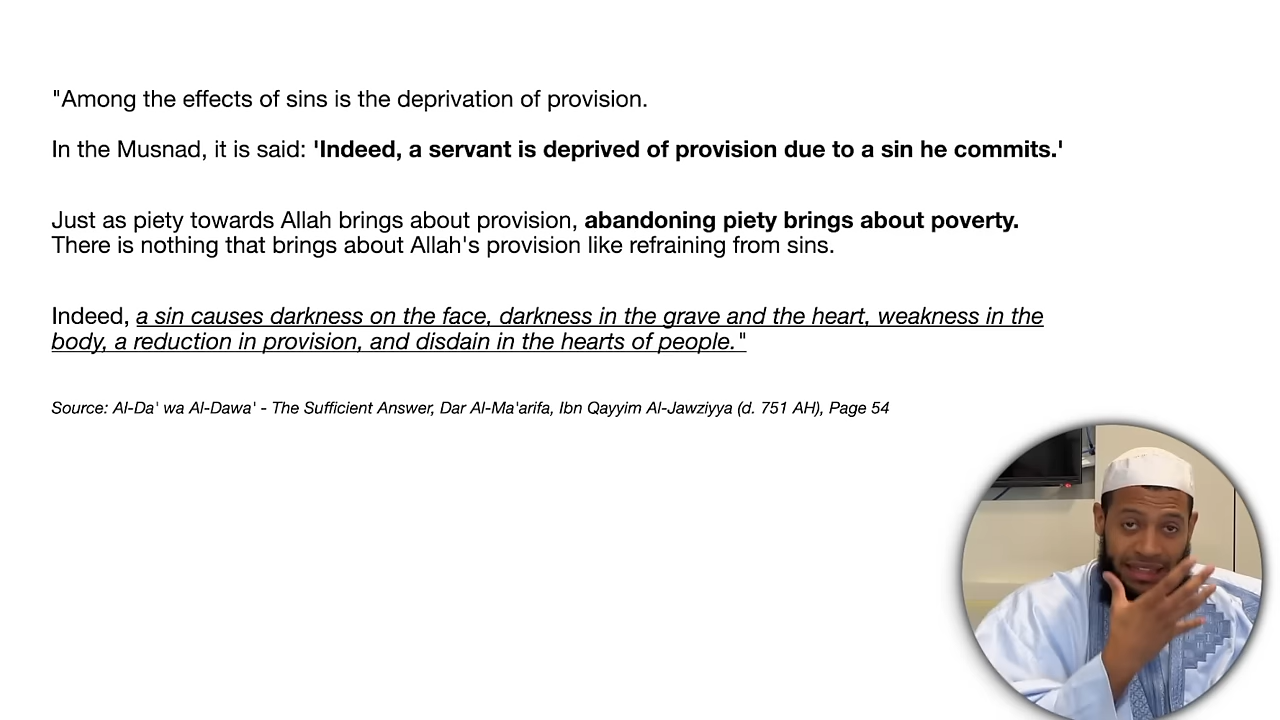 "Among the effects of sins is the deprivation of provision.
In the Musnad, it is said: 'Indeed, a servant is deprived of provision due to a sin he commits.'
Just as piety towards Allah brings about provision, abandoning piety brings about poverty.
There is nothing that brings about Allah's provision like refraining from sins.
Indeed, a sin causes darkness on the face, darkness in the grave and the heart, weakness in the
body, a reduction in provision, and disdain in the hearts of people."
Source: Al-Da' wa Al-Dawa' - The Sufficient Answer, Dar Al-Ma'arifa, Ibn Qayyim Al-Jawziyya (d. 751 AH), Page 54